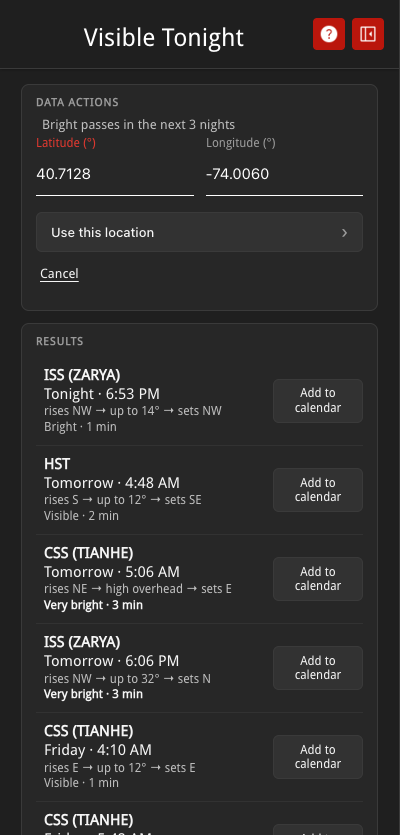 Visible Tonight
?
DATA ACTIONS
Bright passes in the next 3 nights
Latitude (°) Longitude (°)
40.7128 -74.0060
Use this location
Cancel
RESULTS
ISS (ZARYA)
Tonight · 6:53 PM
rises NW → up to 14° → sets NW
Bright · 1 min
Add to
calendar
HST
Tomorrow · 4:48 AM
rises S → up to 12° → sets SE
Visible · 2 min
Add to
calendar
CSS (TIANHE)
Tomorrow · 5:06 AM
rises NE → high overhead → sets E
Very bright · 3 min
Add to
calendar
ISS (ZARYA)
Tomorrow · 6:06 PM
rises NW → up to 32° → sets N
Very bright · 3 min
Add to
calendar
CSS (TIANHE)
Friday · 4:10 AM
rises E → up to 12° → sets E
Visible · 1 min
Add to
calendar
CSS (TIANHE)